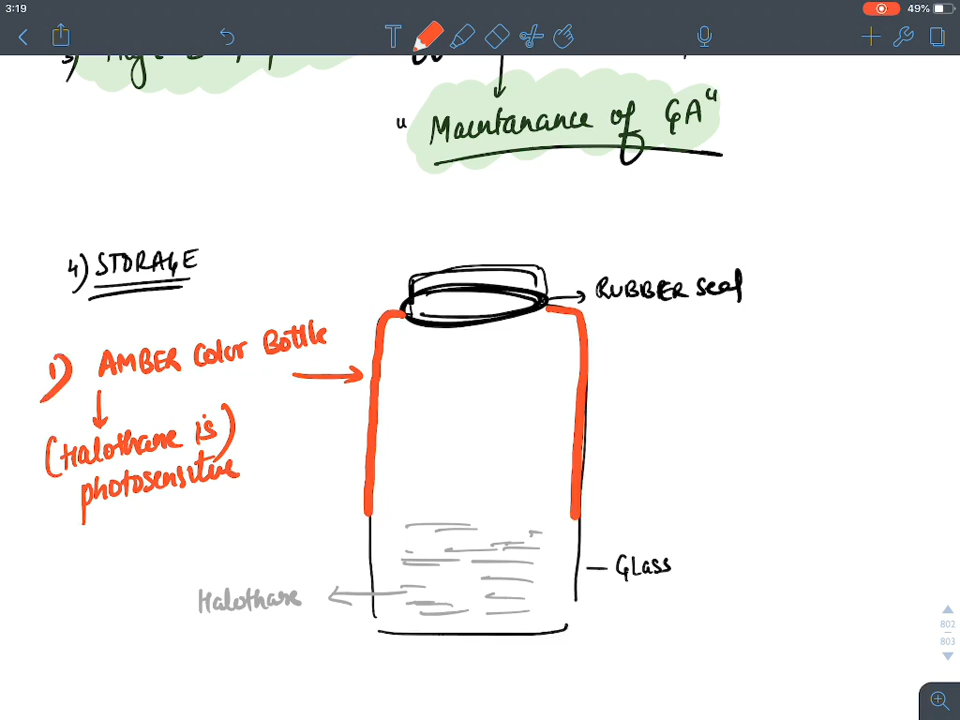 3:19
49%
T
"Maintanance of GA"
4) STORAGE
RUBBER Seal
1) AMBER Color Bottle
(Halothane is)
photosensitive
Glass
Halothane
802
803